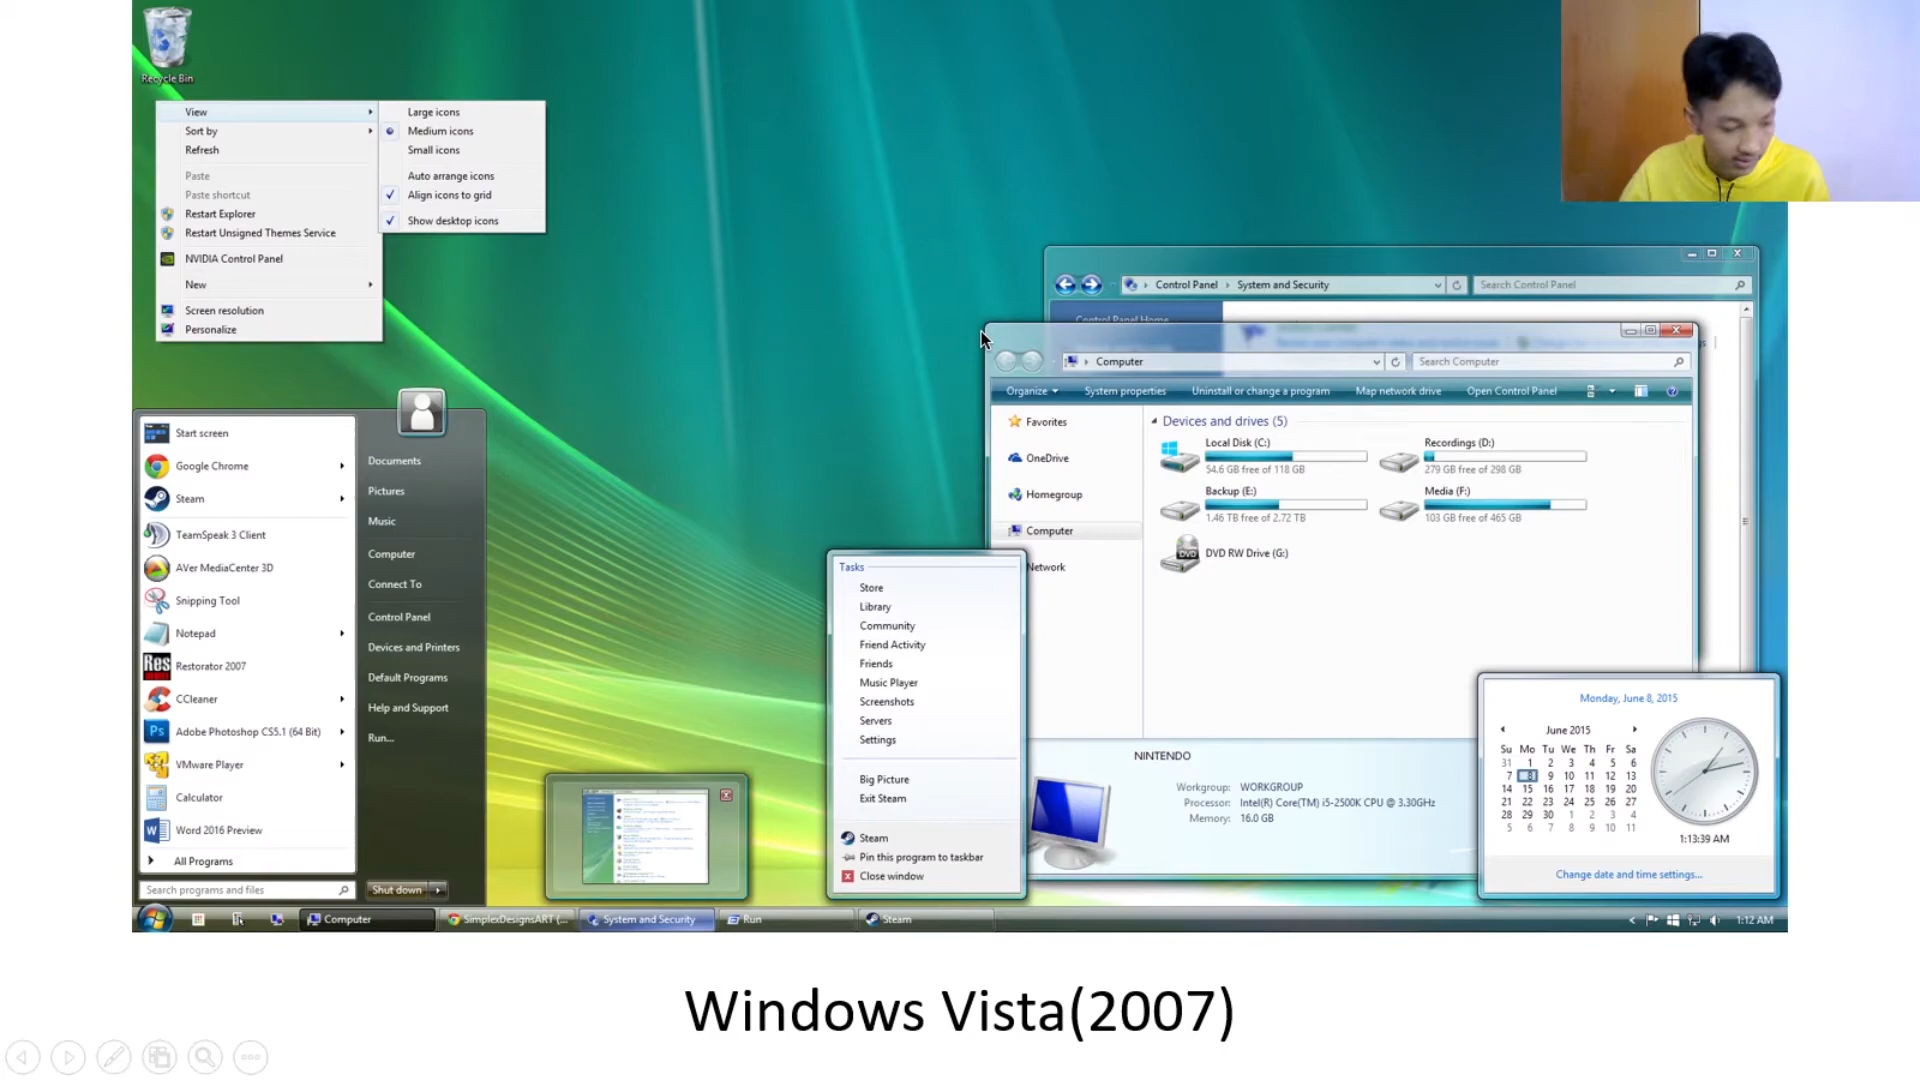 Recycle Bin
View
Sort by
Refresh
Paste
Paste shortcut
Restart Explorer
Restart Unsigned Themes Service
NVIDIA Control Panel
New
Screen resolution
Personalize
Large icons
Medium icons
Small icons
Auto arrange icons
Align icons to grid
Show desktop icons
Control Panel
System and Security
Search Control Panel
Control Panel Home
Computer
Search Computer
Organize
System properties
Uninstall or change a program
Map network drive
Open Control Panel
Favorites
OneDrive
Homegroup
Computer
Network
Devices and drives (5)
Local Disk (C:)
54.6 GB free of 118 GB
Recordings (D:)
279 GB free of 298 GB
Backup (E:)
1.46 TB free of 2.72 TB
Media (F:)
103 GB free of 465 GB
DVD
DVD RW Drive (G:)
NINTENDO
Workgroup: WORKGROUP
Processor: Intel(R) Core(TM) i5-2500K CPU @ 3.30GHz
Memory: 16.0 GB
Start screen
Google Chrome
Steam
TeamSpeak 3 Client
AVer MediaCenter 3D
Snipping Tool
Notepad
Res
Restorator 2007
CCleaner
Ps
Adobe Photoshop CS5.1 (64 Bit)
VMware Player
Calculator
W
Word 2016 Preview
All Programs
Search programs and files
Documents
Pictures
Music
Computer
Connect To
Control Panel
Devices and Printers
Default Programs
Help and Support
Run...
Shut down
Tasks
Store
Library
Community
Friend Activity
Friends
Music Player
Screenshots
Servers
Settings
Big Picture
Exit Steam
Steam
Pin this program to taskbar
Close window
Monday, June 8, 2015
June 2015
Su Mo Tu We Th Fr Sa
31 1 2 3 4 5 6
7 8 9 10 11 12 13
14 15 16 17 18 19 20
21 22 23 24 25 26 27
28 29 30 1 2 3 4
5 6 7 8 9 10 11
1:13:39 AM
Change date and time settings...
Computer
SimplexDesignsART (...
System and Security
Run
Steam
1:12 AM
Windows Vista(2007)